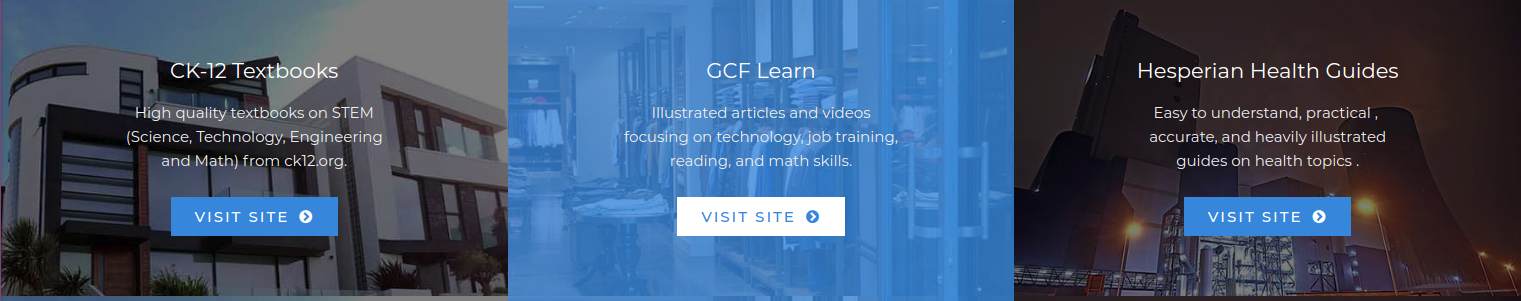 CK-12 Textbooks
High quality textbooks on STEM
(Science, Technology, Engineering
and Math) from ck12.org.
VISIT SITE
GCF Learn
Illustrated articles and videos
focusing on technology, job training,
reading, and math skills.
VISIT SITE
Hesperian Health Guides
Easy to understand, practical ,
accurate, and heavily illustrated
guides on health topics .
VISIT SITE